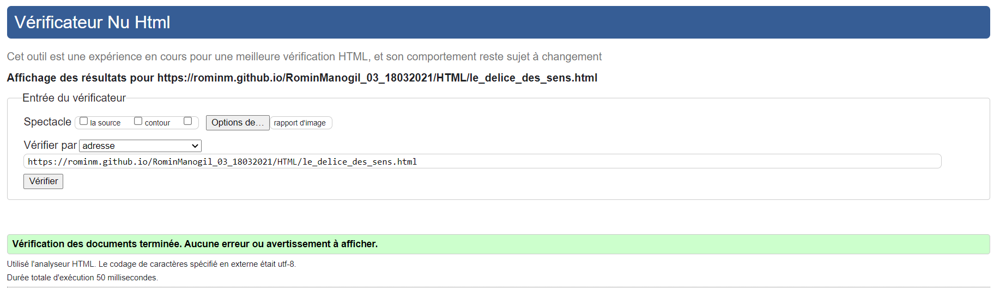 Vérificateur Nu Html
Cet outil est une expérience en cours pour une meilleure vérification HTML, et son comportement reste sujet à changement
Affichage des résultats pour https://rominm.github.io/RominManogil_03_18032021/HTML/le_delice_des_sens.html
Entrée du vérificateur
Spectacle la source contour Options de... rapport d'image
Vérifier par adresse
https://rominm.github.io/RominManogil_03_18032021/HTML/le_delice_des_sens.html
Vérifier
Vérification des documents terminée. Aucune erreur ou avertissement à afficher.
Utilisé l'analyseur HTML. Le codage de caractères spécifié en externe était utf-8.
Durée totale d'exécution 50 millisecondes.